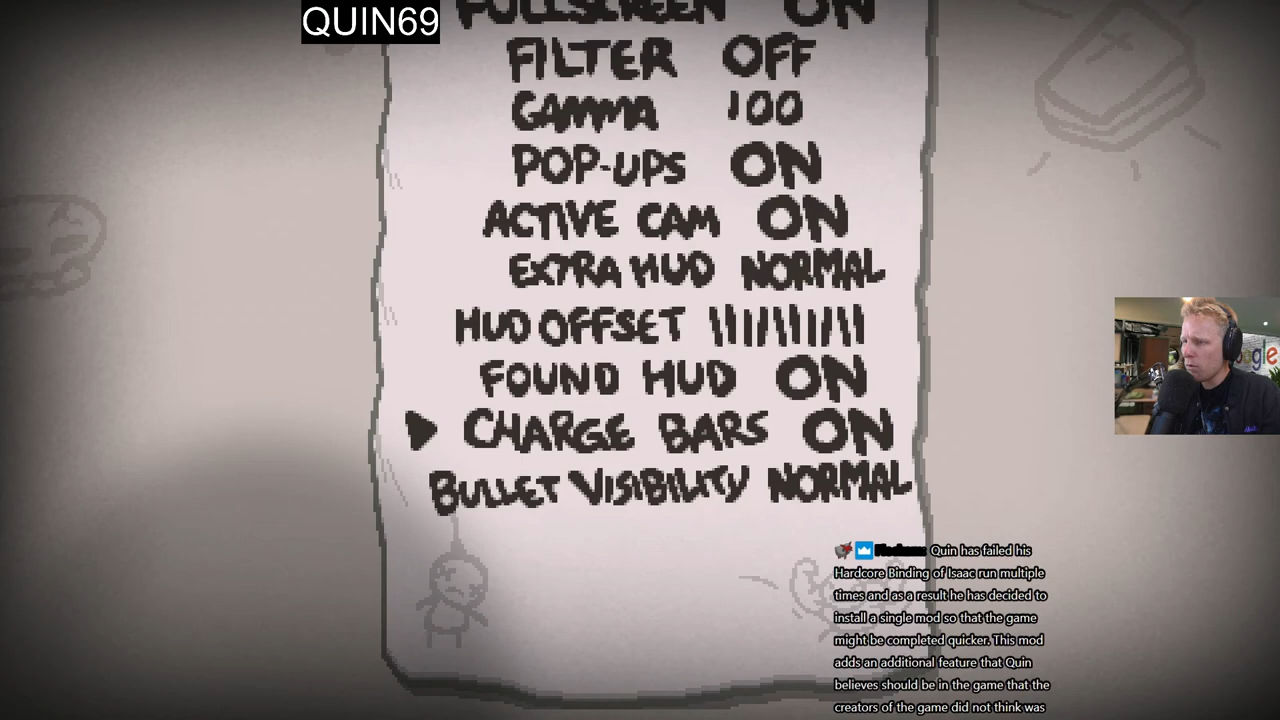 QUIN69
FULLSCREEN ON
FILTER OFF
GAMMA 100
POP-UPS ON
ACTIVE CAM ON
EXTRA HUD NORMAL
HUD OFFSET
FOUND HUD ON
CHARGE BARS ON
BULLET VISIBILITY NORMAL
Quin has failed his
Hardcore Binding of Isaac run multiple
times and as a result he has decided to
install a single mod so that the game
might be completed quicker. This mod
adds an additional feature that Quin
believes should be in the game that the
creators of the game did not think was